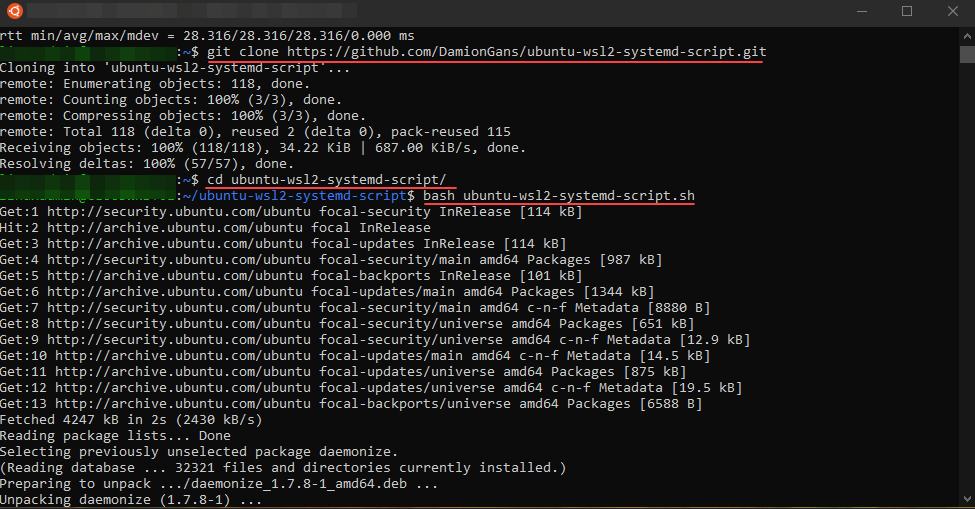 rtt min/avg/max/mdev = 28.316/28.316/28.316/0.000 ms
:~$ git clone https://github.com/DamionGans/ubuntu-wsl2-systemd-script.git
Cloning into 'ubuntu-wsl2-systemd-script'...
remote: Enumerating objects: 118, done.
remote: Counting objects: 100% (3/3), done.
remote: Compressing objects: 100% (3/3), done.
remote: Total 118 (delta 0), reused 2 (delta 0), pack-reused 115
Receiving objects: 100% (118/118), 34.22 KiB | 687.00 KiB/s, done.
Resolving deltas: 100% (57/57), done.
:~$ cd ubuntu-wsl2-systemd-script/
:~/ubuntu-wsl2-systemd-script$ bash ubuntu-wsl2-systemd-script.sh
Get:1 http://security.ubuntu.com/ubuntu focal-security InRelease [114 kB]
Hit:2 http://archive.ubuntu.com/ubuntu focal InRelease
Get:3 http://archive.ubuntu.com/ubuntu focal-updates InRelease [114 kB]
Get:4 http://security.ubuntu.com/ubuntu focal-security/main amd64 Packages [987 kB]
Get:5 http://archive.ubuntu.com/ubuntu focal-backports InRelease [101 kB]
Get:6 http://archive.ubuntu.com/ubuntu focal-updates/main amd64 Packages [1344 kB]
Get:7 http://security.ubuntu.com/ubuntu focal-security/main amd64 c-n-f Metadata [8880 B]
Get:8 http://security.ubuntu.com/ubuntu focal-security/universe amd64 Packages [651 kB]
Get:9 http://security.ubuntu.com/ubuntu focal-security/universe amd64 c-n-f Metadata [12.9 kB]
Get:10 http://archive.ubuntu.com/ubuntu focal-updates/main amd64 c-n-f Metadata [14.5 kB]
Get:11 http://archive.ubuntu.com/ubuntu focal-updates/universe amd64 Packages [875 kB]
Get:12 http://archive.ubuntu.com/ubuntu focal-updates/universe amd64 c-n-f Metadata [19.5 kB]
Get:13 http://archive.ubuntu.com/ubuntu focal-backports/universe amd64 Packages [6588 B]
Fetched 4247 kB in 2s (2430 kB/s)
Reading package lists... Done
Selecting previously unselected package daemonize.
(Reading database ... 32321 files and directories currently installed.)
Preparing to unpack .../daemonize_1.7.8-1_amd64.deb ...
Unpacking daemonize (1.7.8-1) ...